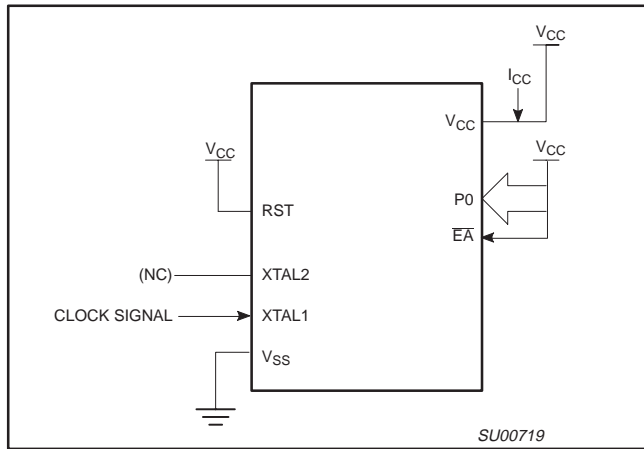 VCC
ICC
VCC
VCC
VCC
RST
P0
EA
(NC)
XTAL2
CLOCK SIGNAL
XTAL1
VSS
SU00719